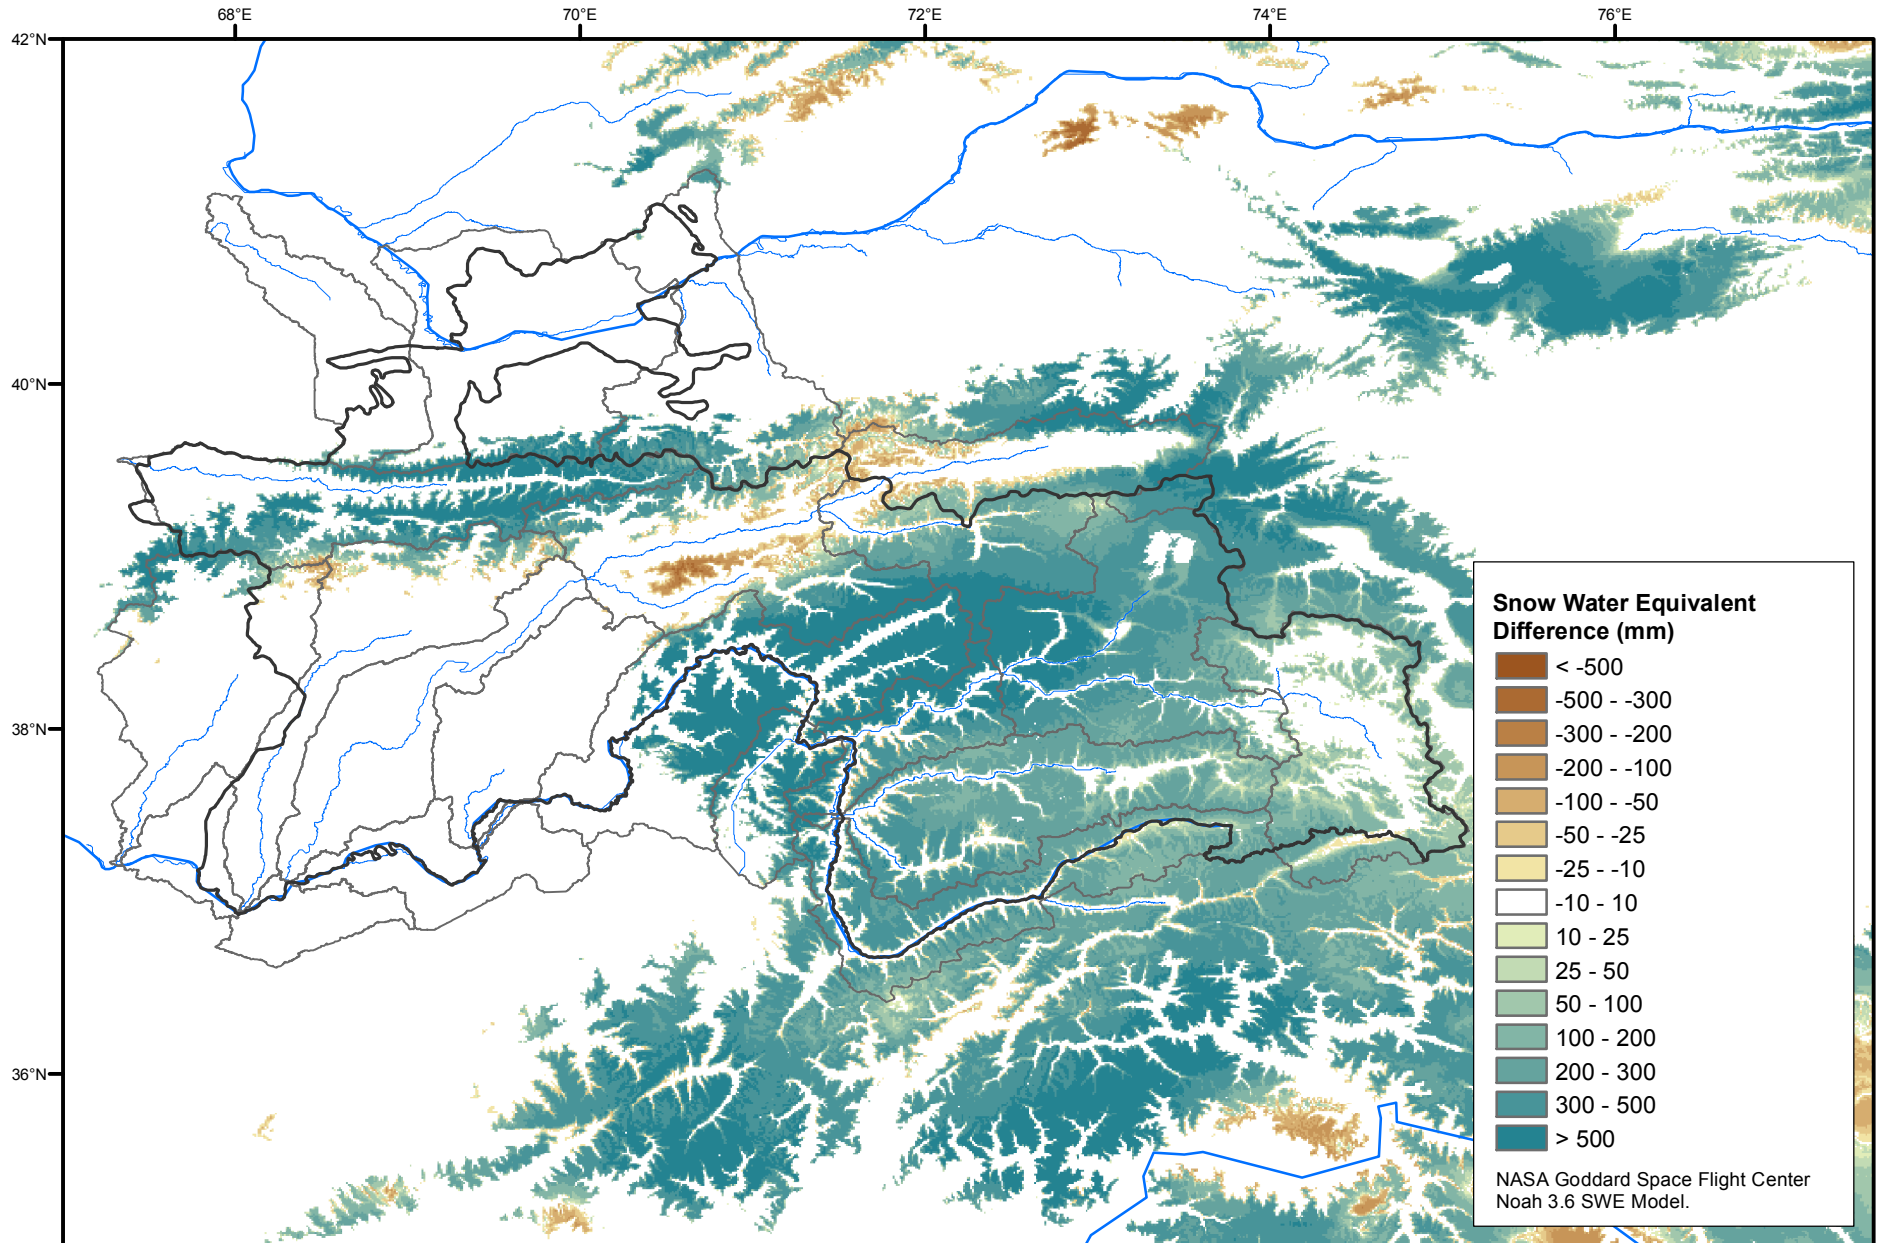 68°E
70°E
72°E
74°E
76°E
42°N
40°N
38°N
36°N
Snow Water Equivalent
Difference (mm)
< -500
-500 - -300
-300 - -200
-200 - -100
-100 - -50
-50 - -25
-25 - -10
-10 - 10
10 - 25
25 - 50
50 - 100
100 - 200
200 - 300
300 - 500
> 500
NASA Goddard Space Flight Center
Noah 3.6 SWE Model.